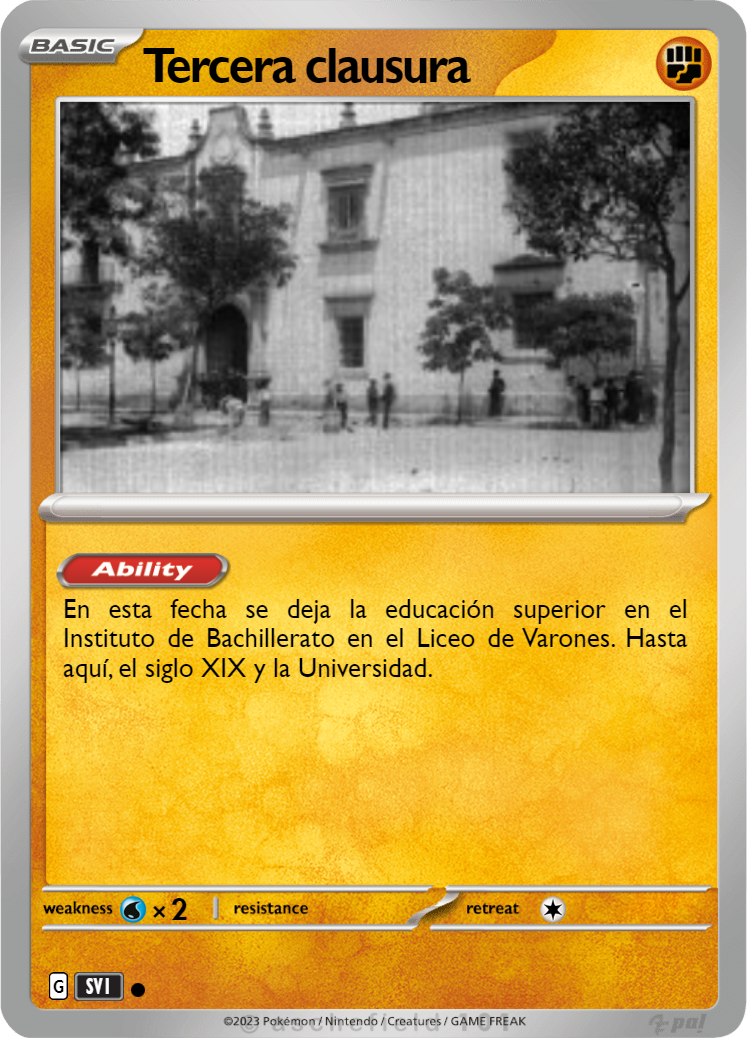 BASIC
Tercera clausura
Ability
En esta fecha se deja la educación superior en el
Instituto de Bachillerato en el Liceo de Varones. Hasta
aquí, el siglo XIX y la Universidad.
weakness × 2 resistance retreat
G SVI
©2023 Pokémon / Nintendo / Creatures / GAME FREAK